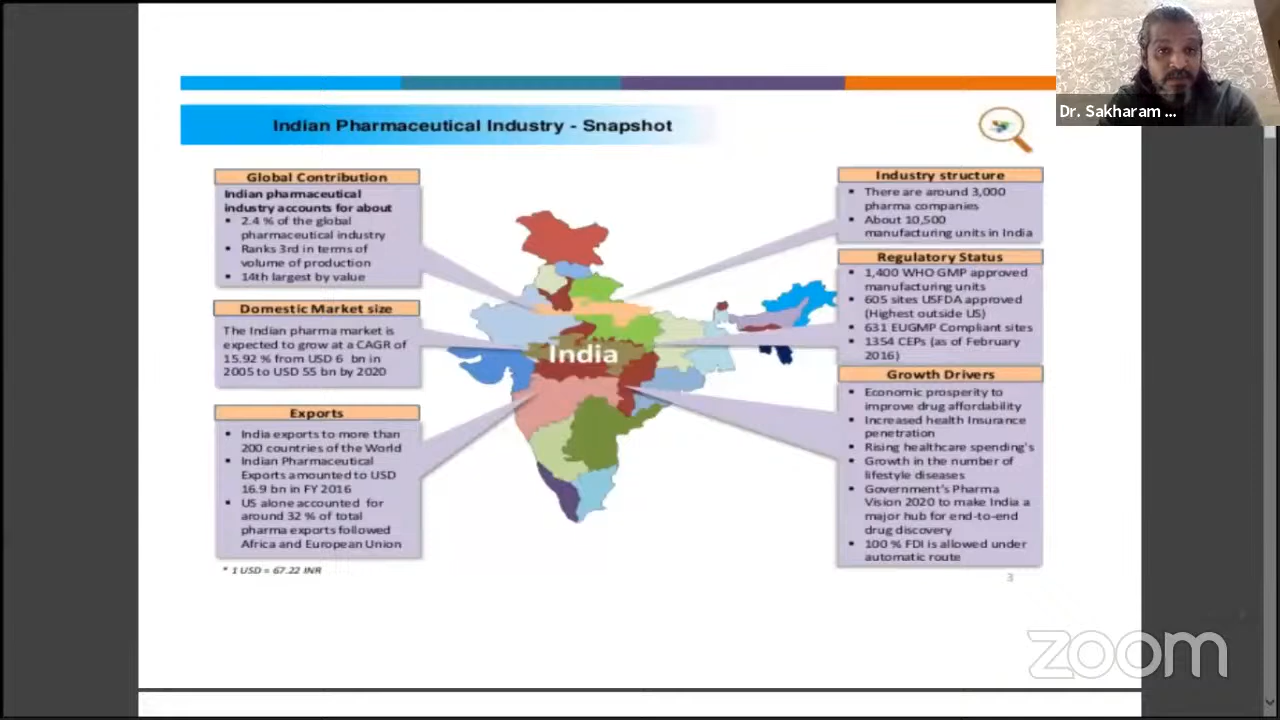 Dr. Sakharam ...
Indian Pharmaceutical Industry - Snapshot
Global Contribution
Indian pharmaceutical
industry accounts for about
▪ 2.4 % of the global
pharmaceutical industry
▪ Ranks 3rd in terms of
volume of production
▪ 14th largest by value
Domestic Market size
The Indian pharma market is
expected to grow at a CAGR of
15.92 % from USD 6 bn in
2005 to USD 55 bn by 2020
Exports
▪ India exports to more than
200 countries of the World
▪ Indian Pharmaceutical
Exports amounted to USD
16.9 bn in FY 2016
▪ US alone accounted for
around 32 % of total
pharma exports followed
Africa and European Union
* 1 USD = 67.22 INR
India
Industry structure
▪ There are around 3,000
pharma companies
▪ About 10,500
manufacturing units in India
Regulatory Status
▪ 1,400 WHO GMP approved
manufacturing units
▪ 605 sites USFDA approved
(Highest outside US)
▪ 631 EUGMP Compliant sites
▪ 1354 CEPs (as of February
2016)
Growth Drivers
▪ Economic prosperity to
improve drug affordability
▪ Increased health Insurance
penetration
▪ Rising healthcare spending's
▪ Growth in the number of
lifestyle diseases
▪ Government's Pharma
Vision 2020 to make India a
major hub for end-to-end
drug discovery
▪ 100 % FDI is allowed under
automatic route
3
zoom